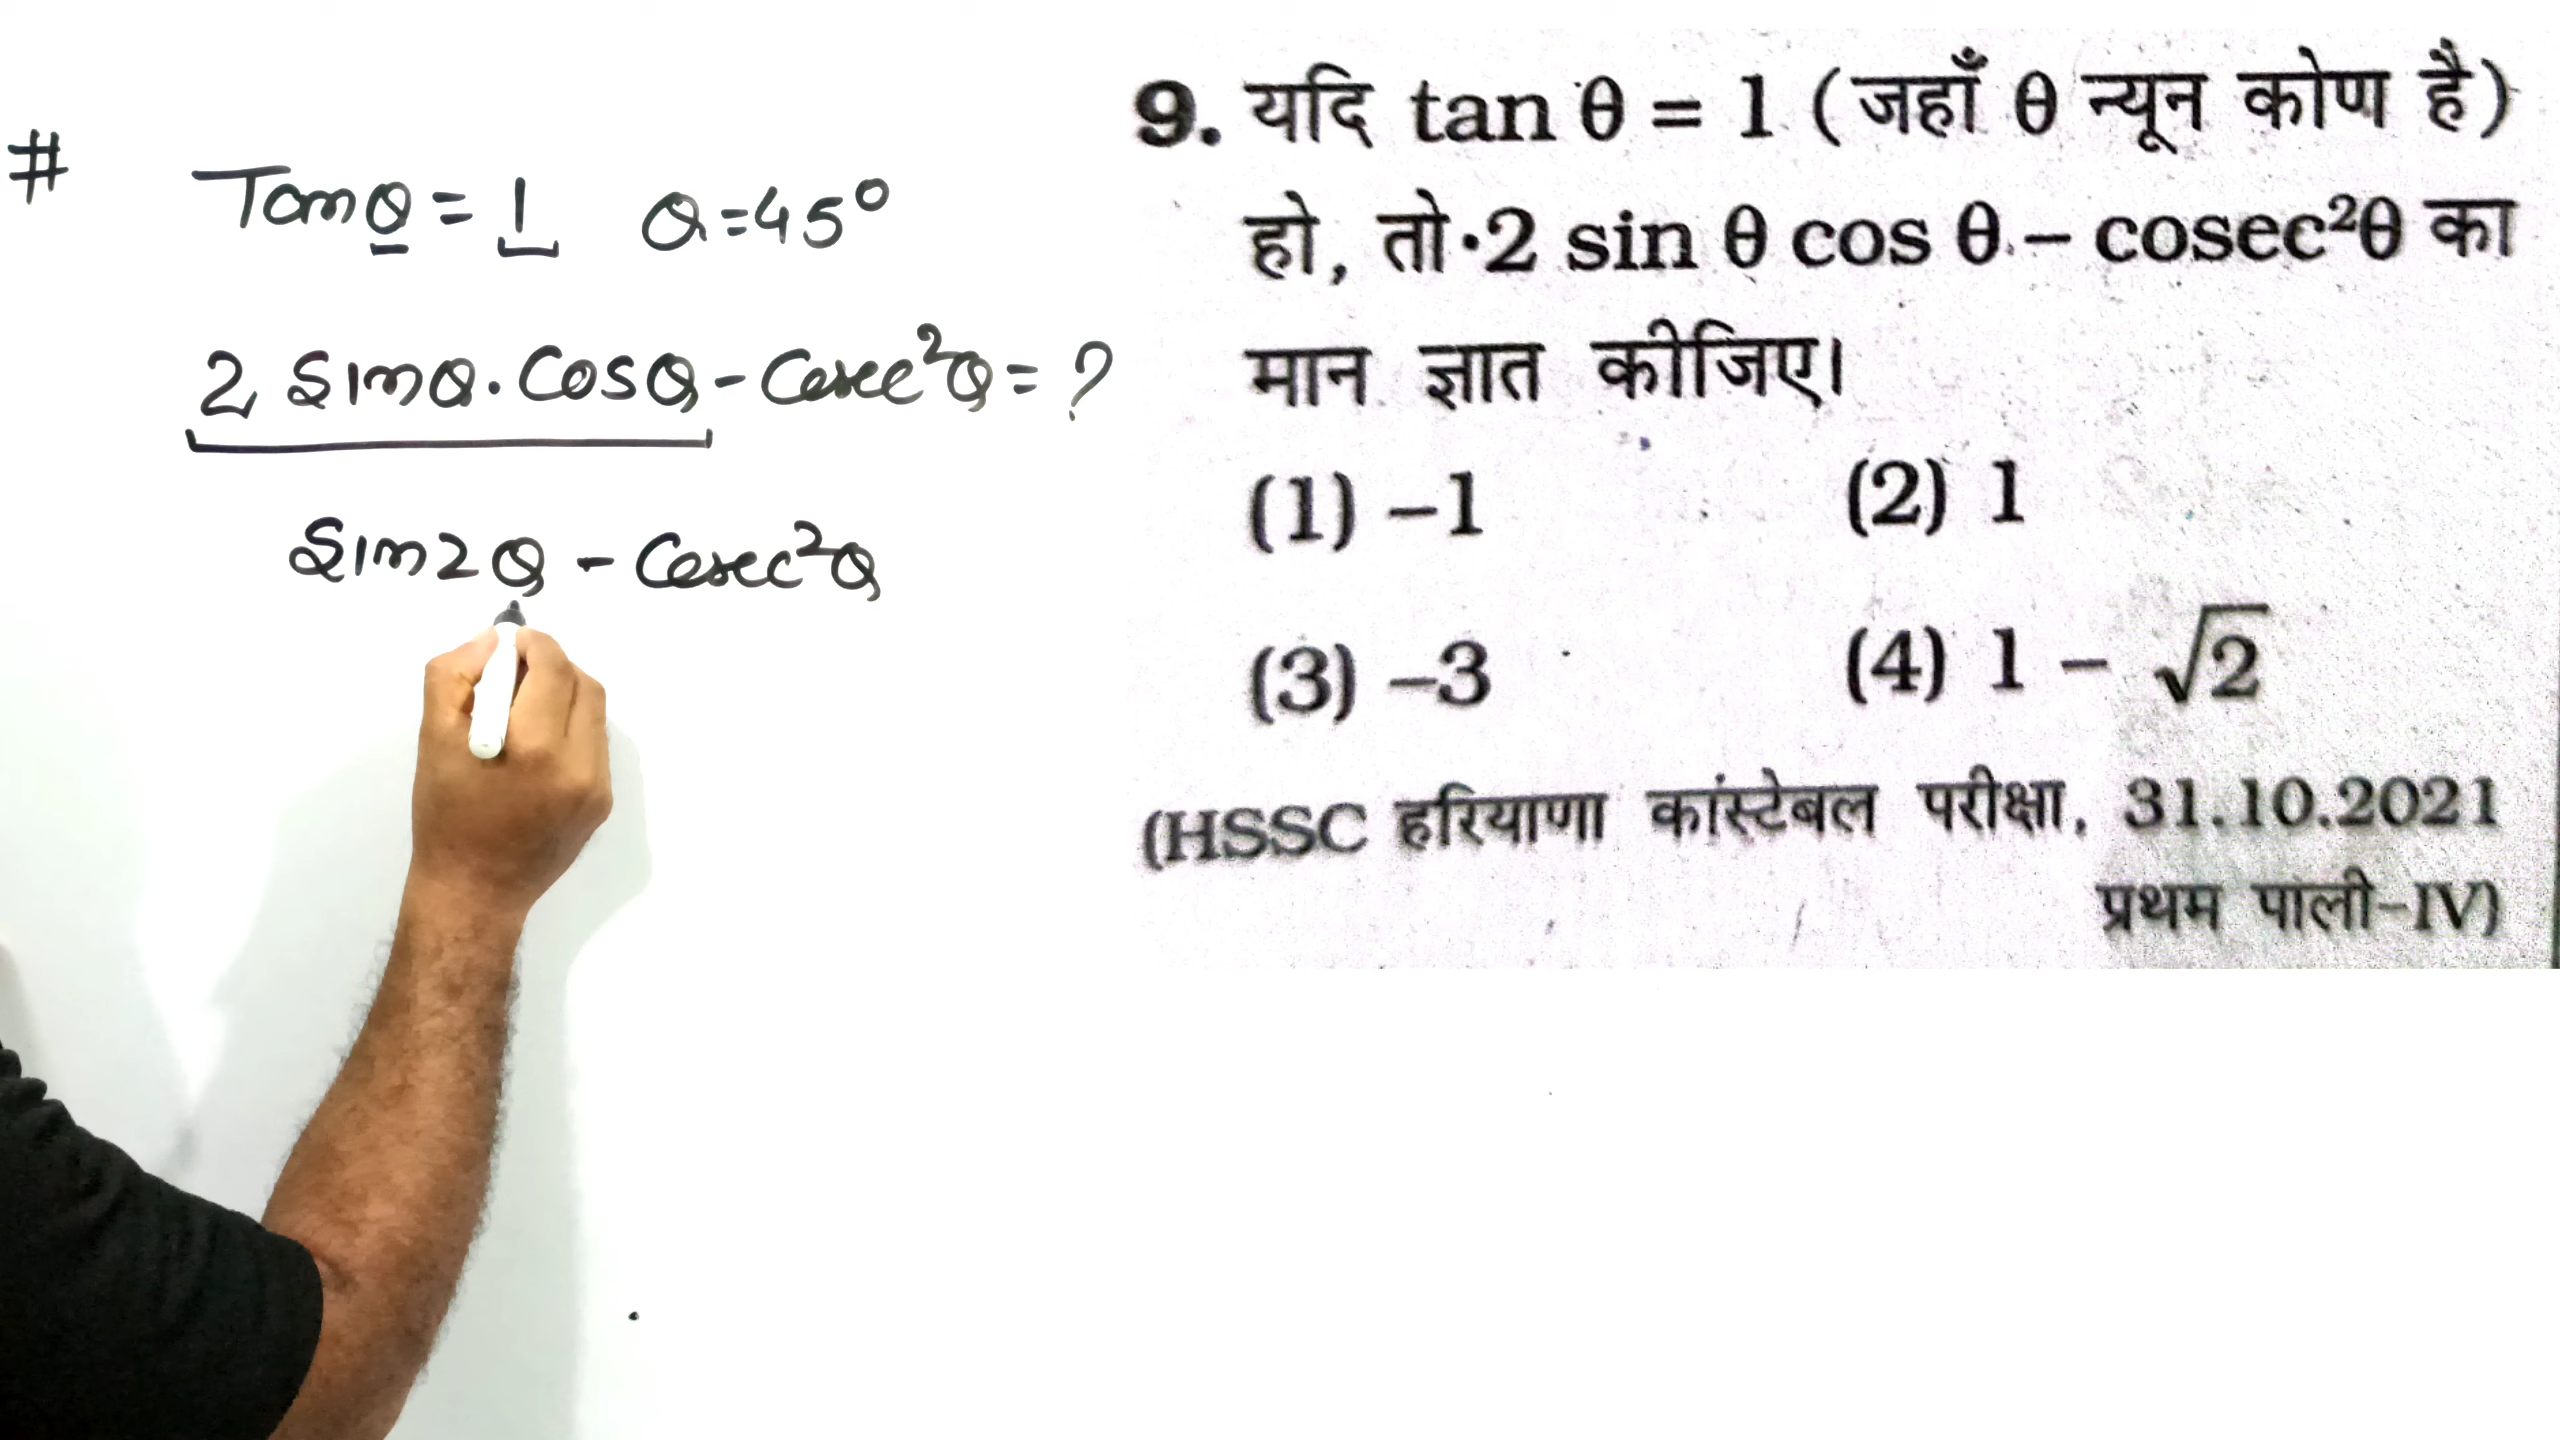 # Tanθ = 1 θ=45°
2 sinθ.cosθ - cosec²θ = ?
sin2θ - cosec²θ
9. यदि tan θ = 1 (जहाँ θ न्यून कोण है)
हो, तो 2 sin θ cos θ – cosec²θ का
मान ज्ञात कीजिए।
(1) –1 (2) 1
(3) –3 (4) 1 – √2
(HSSC हरियाणा कांस्टेबल परीक्षा, 31.10.2021
प्रथम पाली–IV)